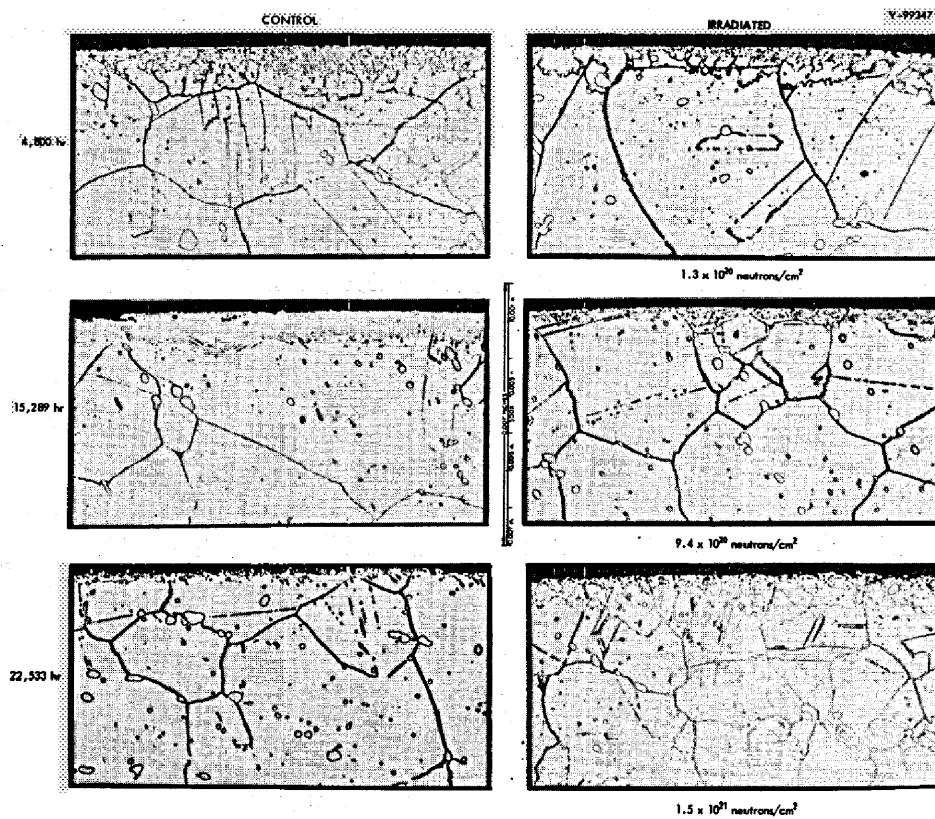 CONTROL
IRRADIATED
Y-99347
4,800 hr
1.3 x 10²⁰ neutrons/cm²
15,289 hr
9.4 x 10²⁰ neutrons/cm²
22,533 hr
1.5 x 10²¹ neutrons/cm²